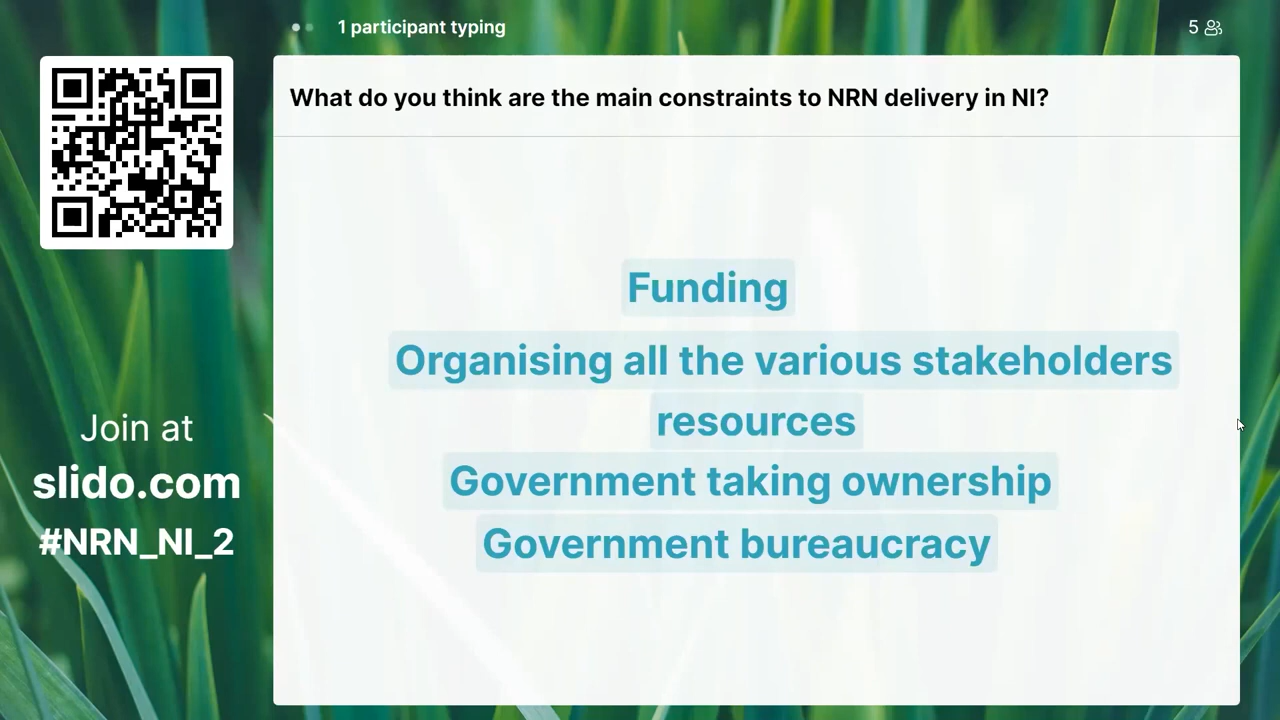 1 participant typing
5
What do you think are the main constraints to NRN delivery in NI?
Funding
Organising all the various stakeholders
resources
Government taking ownership
Government bureaucracy
Join at
slido.com
#NRN_NI_2